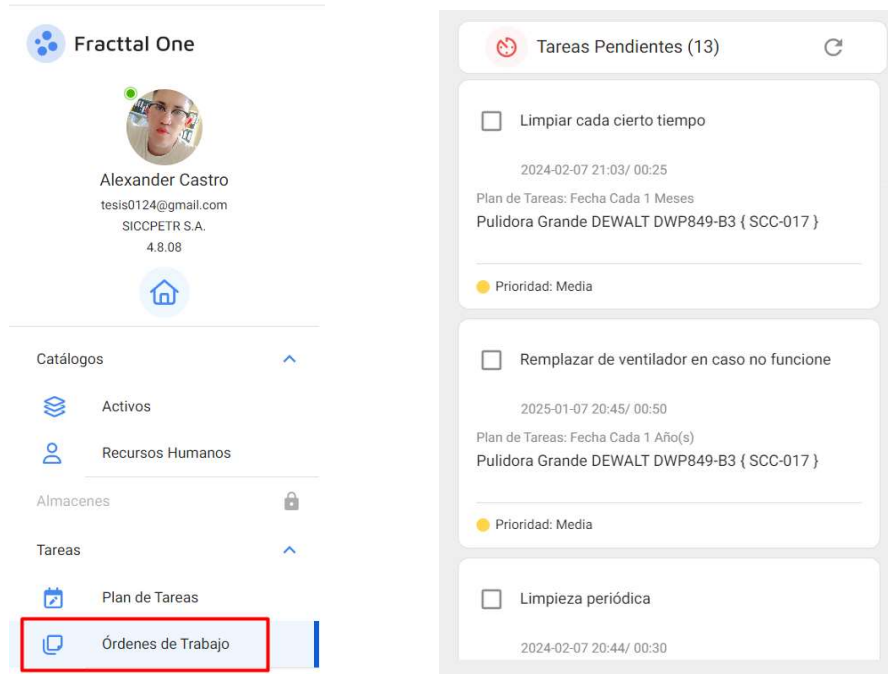 Fracttal One
Alexander Castro
tesis0124@gmail.com
SICCPETR S.A.
4.8.08
Catálogos
Activos
Recursos Humanos
Almacenes
Tareas
Plan de Tareas
Órdenes de Trabajo
Tareas Pendientes (13)
Limpiar cada cierto tiempo
2024-02-07 21:03/ 00:25
Plan de Tareas: Fecha Cada 1 Meses
Pulidora Grande DEWALT DWP849-B3 { SCC-017 }
Prioridad: Media
Remplazar de ventilador en caso no funcione
2025-01-07 20:45/ 00:50
Plan de Tareas: Fecha Cada 1 Año(s)
Pulidora Grande DEWALT DWP849-B3 { SCC-017 }
Prioridad: Media
Limpieza periódica
2024-02-07 20:44/ 00:30